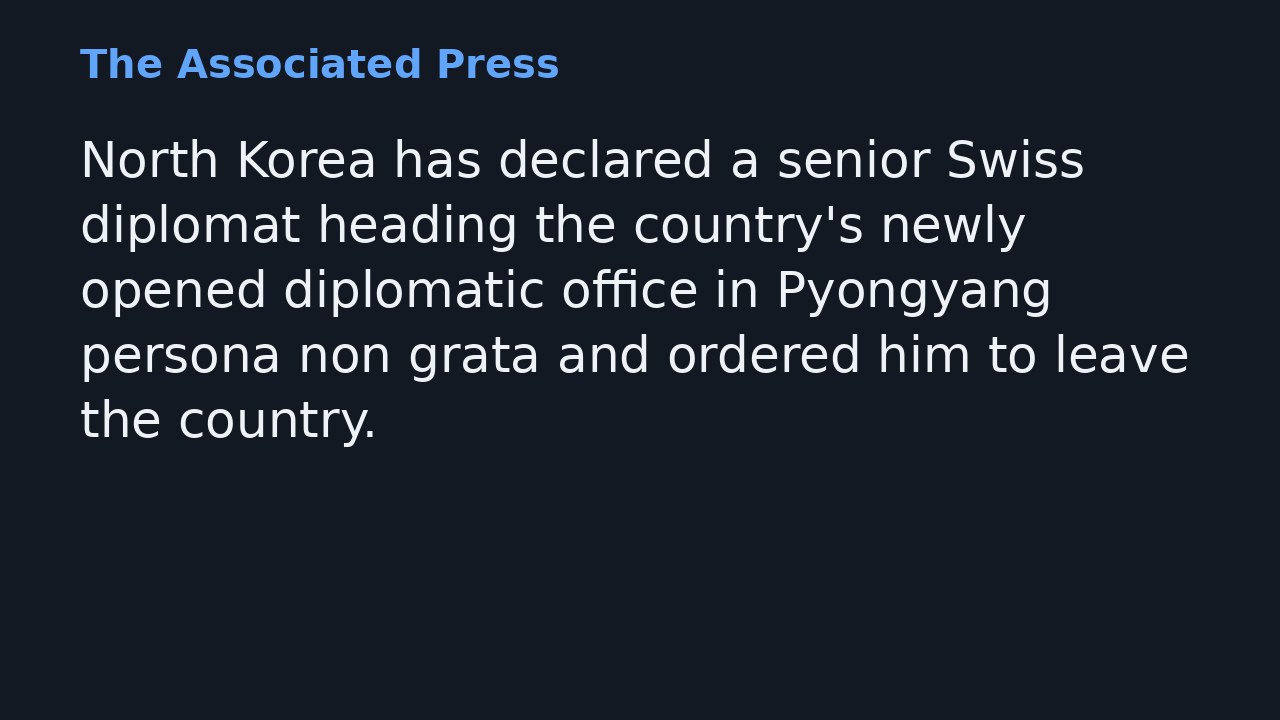 The Associated Press
North Korea has declared a senior Swiss
diplomat heading the country's newly
opened diplomatic office in Pyongyang
persona non grata and ordered him to leave
the country.